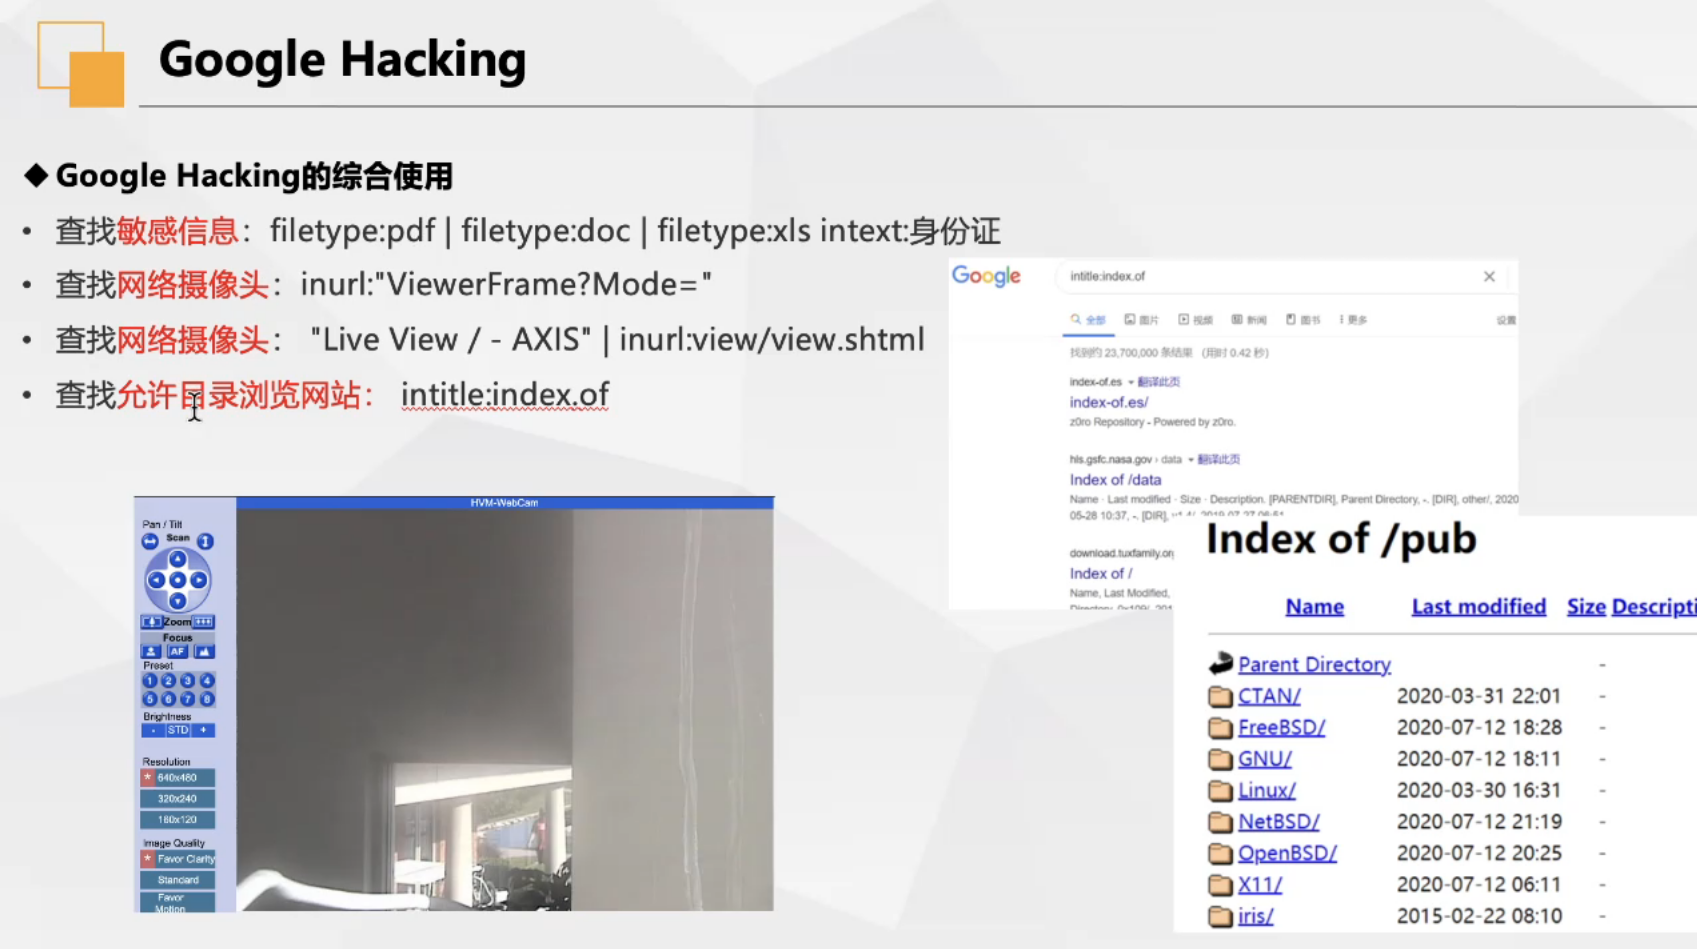 Google Hacking
◆Google Hacking的综合使用
• 查找敏感信息：filetype:pdf | filetype:doc | filetype:xls intext:身份证
• 查找网络摄像头：inurl:"ViewerFrame?Mode="
• 查找网络摄像头： "Live View / - AXIS" | inurl:view/view.shtml
• 查找允许目录浏览网站： intitle:index.of
Google
intitle:index.of
全部 图片 视频 新闻 图书 更多 设置
找到约 23,700,000 条结果 （用时 0.42 秒）
index-of.es 翻译此页
index-of.es/
z0ro Repository - Powered by z0ro.
hls.gsfc.nasa.gov › data 翻译此页
Index of /data
Name · Last modified · Size · Description. [PARENTDIR], Parent Directory, -. [DIR], other/, 2020
05-28 10:37, -. [DIR],
download.tuxfamily.or
Index of /
Name, Last Modified,
HVM-WebCam
Pan / Tilt
Scan
Zoom
Focus
AF
Preset
1 2 3 4
5 6 7 8
Brightness
- STD +
Resolution
* 640x480
320x240
160x120
Image Quality
* Favor Clarity
Standard
Favor
Motion
Index of /pub
Name Last modified Size Descripti
Parent Directory -
CTAN/ 2020-03-31 22:01 -
FreeBSD/ 2020-07-12 18:28 -
GNU/ 2020-07-12 18:11 -
Linux/ 2020-03-30 16:31 -
NetBSD/ 2020-07-12 21:19 -
OpenBSD/ 2020-07-12 20:25 -
X11/ 2020-07-12 06:11 -
iris/ 2015-02-22 08:10 -